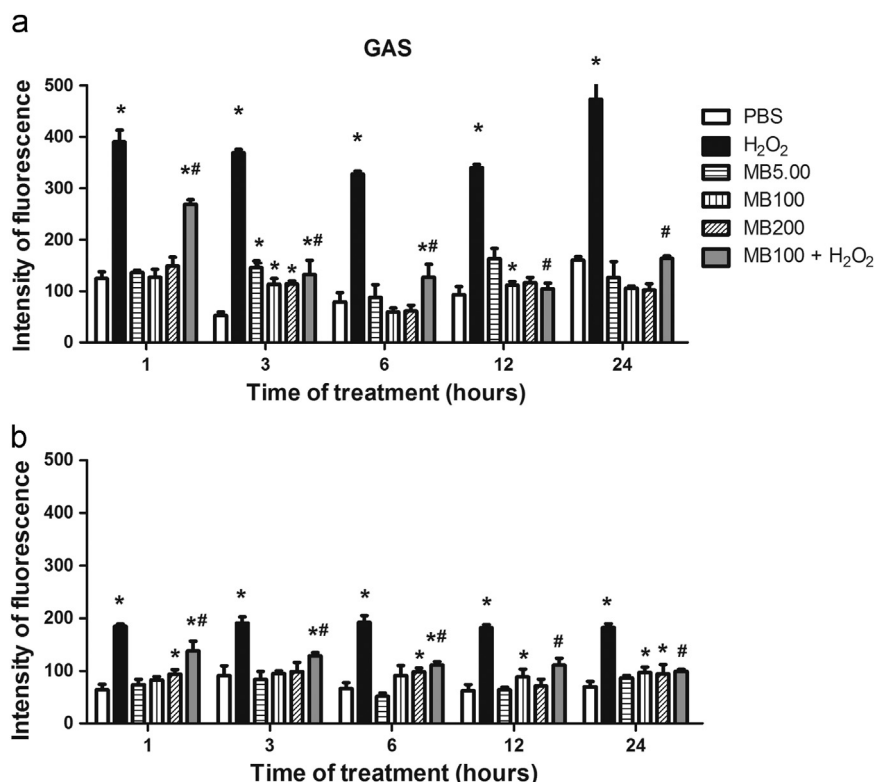 a
GAS
500
400
300
200
100
0
Intensity of fluorescence
* * * * *
*# * * * *# *# * # #
1 3 6 12 24
Time of treatment (hours)
PBS
H₂O₂
MB5.00
MB100
MB200
MB100 + H₂O₂
b
500
400
300
200
100
0
Intensity of fluorescence
* * * * *
* *# *# * *# * # * * #
1 3 6 12 24
Time of treatment (hours)